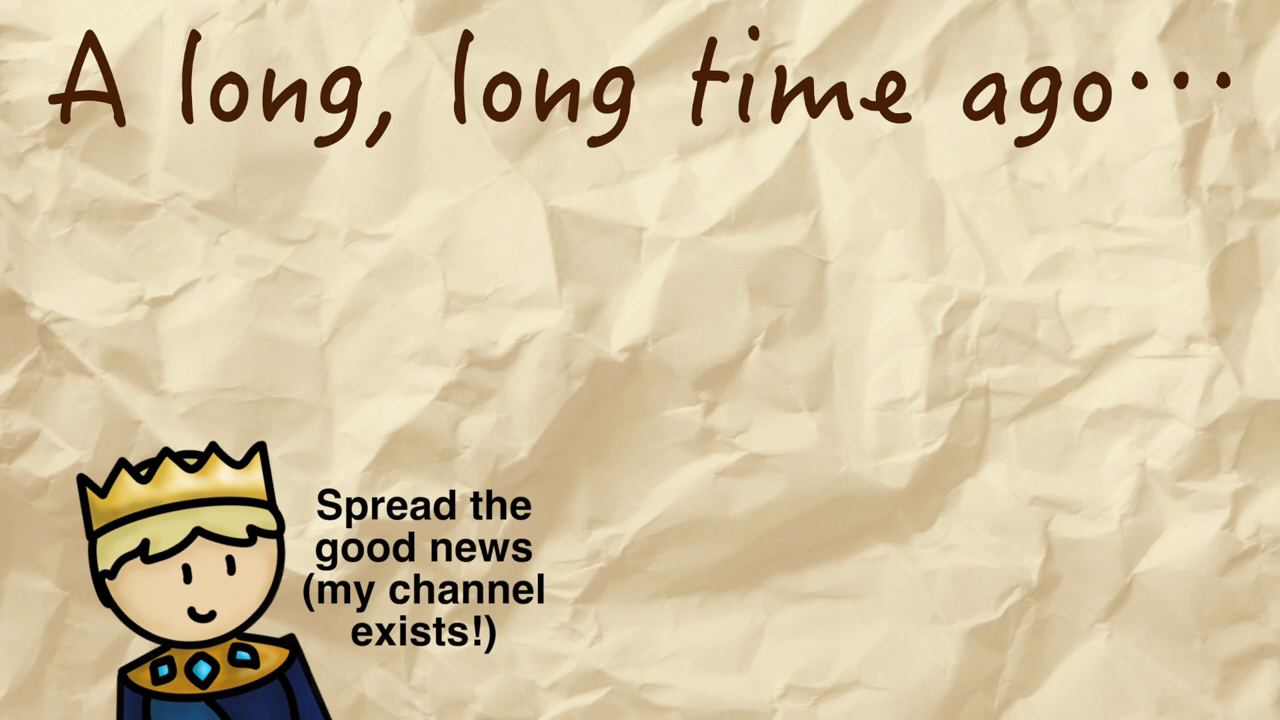 A long, long time ago...
Spread the
good news
(my channel
exists!)